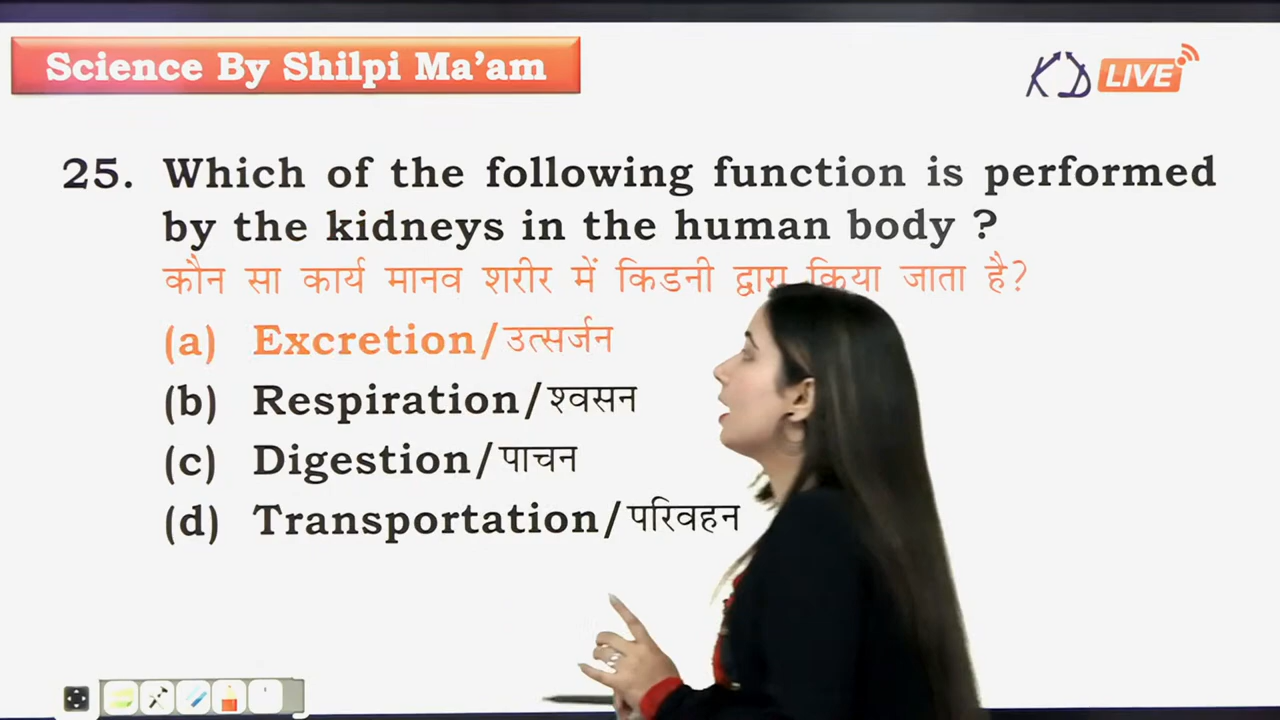 Science By Shilpi Ma’am
KD LIVE
25. Which of the following function is performed
by the kidneys in the human body ?
कौन सा कार्य मानव शरीर में किडनी द्वारा किया जाता है?
(a) Excretion/उत्सर्जन
(b) Respiration/श्वसन
(c) Digestion/पाचन
(d) Transportation/परिवहन